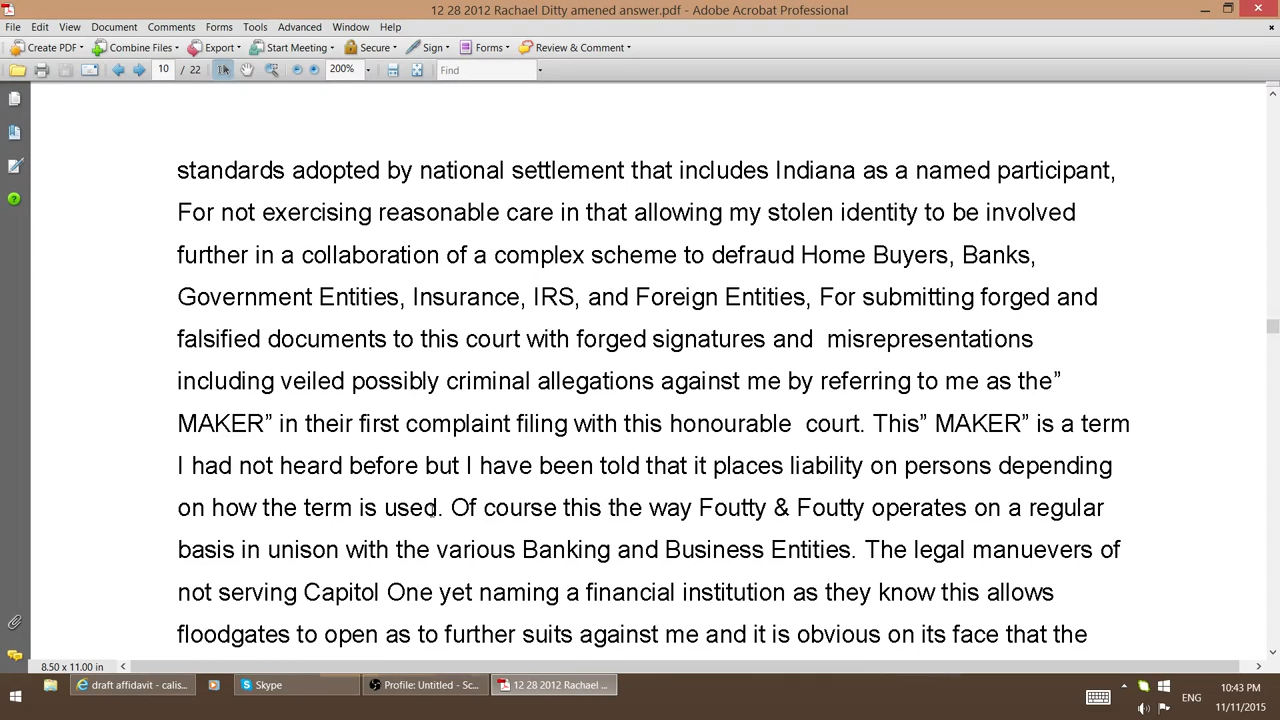 12 28 2012 Rachael Ditty amened answer.pdf - Adobe Acrobat Professional
File Edit View Document Comments Forms Tools Advanced Window Help
Create PDF Combine Files Export Start Meeting Secure Sign Forms Review & Comment
10 / 22 200% Find
standards adopted by national settlement that includes Indiana as a named participant,
For not exercising reasonable care in that allowing my stolen identity to be involved
further in a collaboration of a complex scheme to defraud Home Buyers, Banks,
Government Entities, Insurance, IRS, and Foreign Entities, For submitting forged and
falsified documents to this court with forged signatures and  misrepresentations
including veiled possibly criminal allegations against me by referring to me as the”
MAKER” in their first complaint filing with this honourable  court. This” MAKER” is a term
I had not heard before but I have been told that it places liability on persons depending
on how the term is used. Of course this the way Foutty & Foutty operates on a regular
basis in unison with the various Banking and Business Entities. The legal manuevers of
not serving Capitol One yet naming a financial institution as they know this allows
floodgates to open as to further suits against me and it is obvious on its face that the
8.50 x 11.00 in
draft affidavit - calis... Skype Profile: Untitled - Sc... 12 28 2012 Rachael ... ENG 10:43 PM
11/11/2015